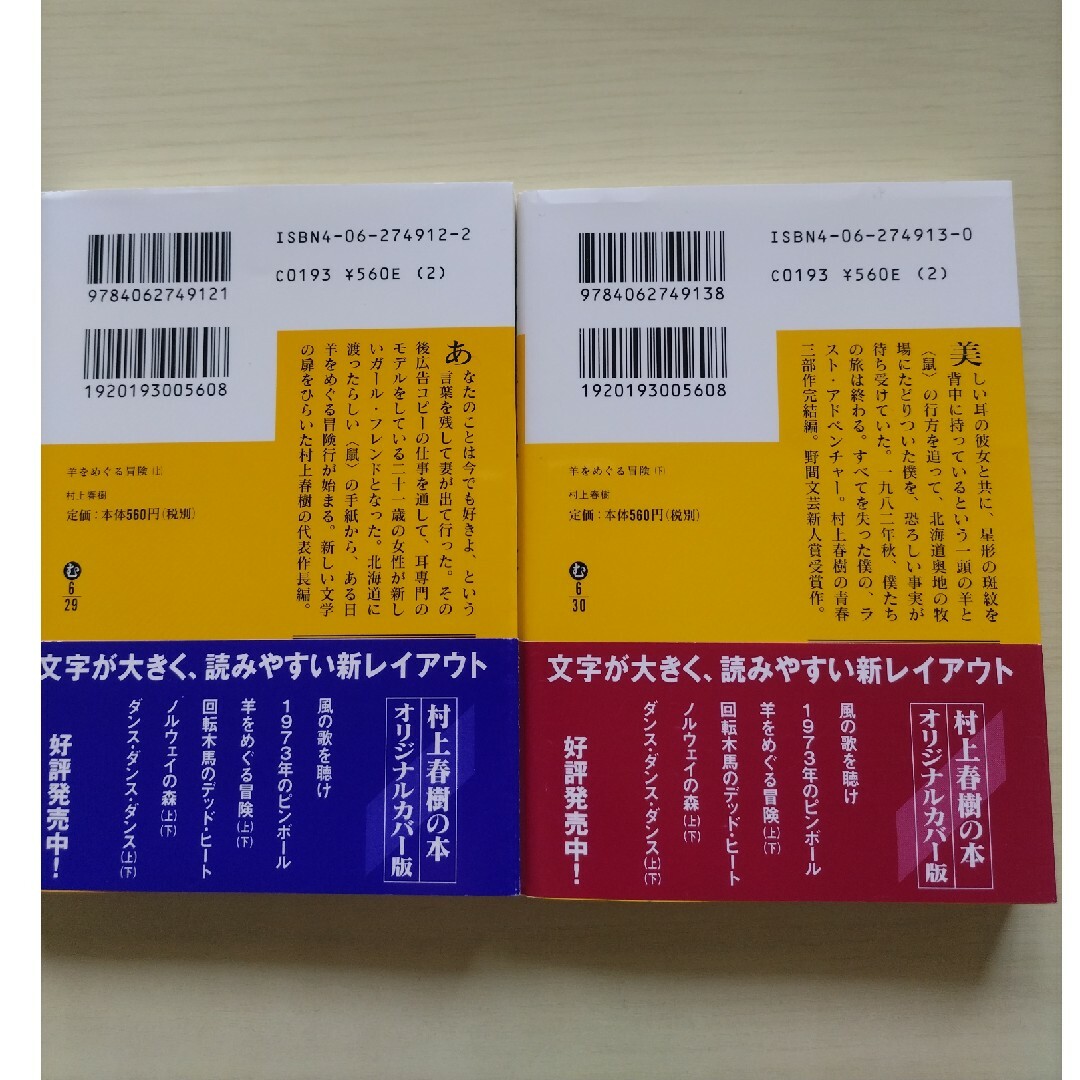 ISBN4-06-274912-2
C0193 ¥560E (2)
9784062749121
1920193005608
あなたのことは今でも好きよ、という
言葉を残して妻が出て行った。その
後広告コピーの仕事を通して、耳専門の
モデルをしている二十一歳の女性が新し
いガール・フレンドとなった。北海道に
渡ったらしい〈鼠〉の手紙から、ある日
羊をめぐる冒険行が始まる。新しい文学
の扉をひらいた村上春樹の代表作長編。
羊をめぐる冒険(上)
村上春樹
定価:本体560円(税別)
む
6
29
文字が大きく、読みやすい新レイアウト
村上春樹の本
オリジナルカバー版
風の歌を聴け
1973年のピンボール
羊をめぐる冒険(上)(下)
回転木馬のデッド・ヒート
ノルウェイの森(上)(下)
ダンス・ダンス・ダンス(上)(下)
好評発売中!
ISBN4-06-274913-0
C0193 ¥560E (2)
9784062749138
1920193005608
美しい耳の彼女と共に、星形の斑紋を
背中に持っているという一頭の羊と
〈鼠〉の行方を追って、北海道奥地の牧
場にたどりついた僕を、恐ろしい事実が
待ち受けていた。一九八二年秋、僕たち
の旅は終わる。すべてを失った僕の、ラ
スト・アドベンチャー。村上春樹の青春
三部作完結編。野間文芸新人賞受賞作。
羊をめぐる冒険(下)
村上春樹
定価:本体560円(税別)
む
6
30
文字が大きく、読みやすい新レイアウト
村上春樹の本
オリジナルカバー版
風の歌を聴け
1973年のピンボール
羊をめぐる冒険(上)(下)
回転木馬のデッド・ヒート
ノルウェイの森(上)(下)
ダンス・ダンス・ダンス(上)(下)
好評発売中!